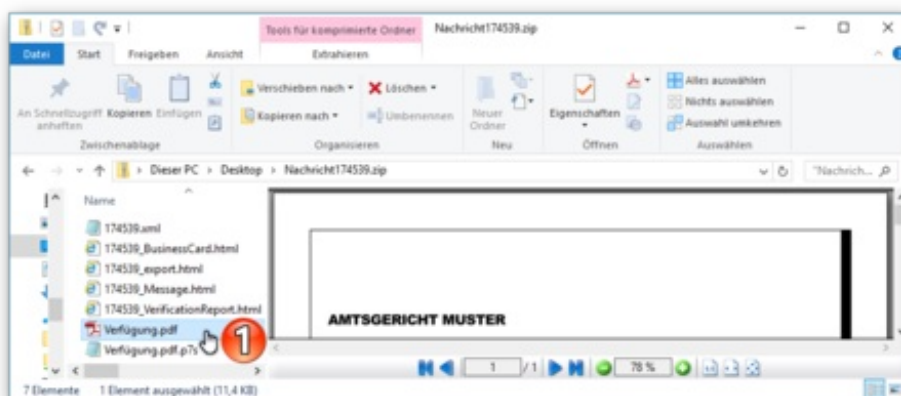 Tools für komprimierte Ordner
Nachricht174539.zip
Datei
Start
Freigeben
Ansicht
Extrahieren
An Schnellzugriff anheften
Kopieren
Einfügen
Verschieben nach
Löschen
Kopieren nach
Umbenennen
Neuer Ordner
Eigenschaften
Alles auswählen
Nichts auswählen
Auswahl umkehren
Zwischenablage
Organisieren
Neu
Öffnen
Auswählen
Dieser PC
Desktop
Nachricht174539.zip
"Nachrich...
Name
174539.xml
174539_BusinessCard.html
174539_export.html
174539_Message.html
174539_VerificationReport.html
Verfügung.pdf
Verfügung.pdf.p7s
1
AMTSGERICHT MUSTER
1 / 1
78 %
7 Elemente
1 Element ausgewählt (11,4 KB)